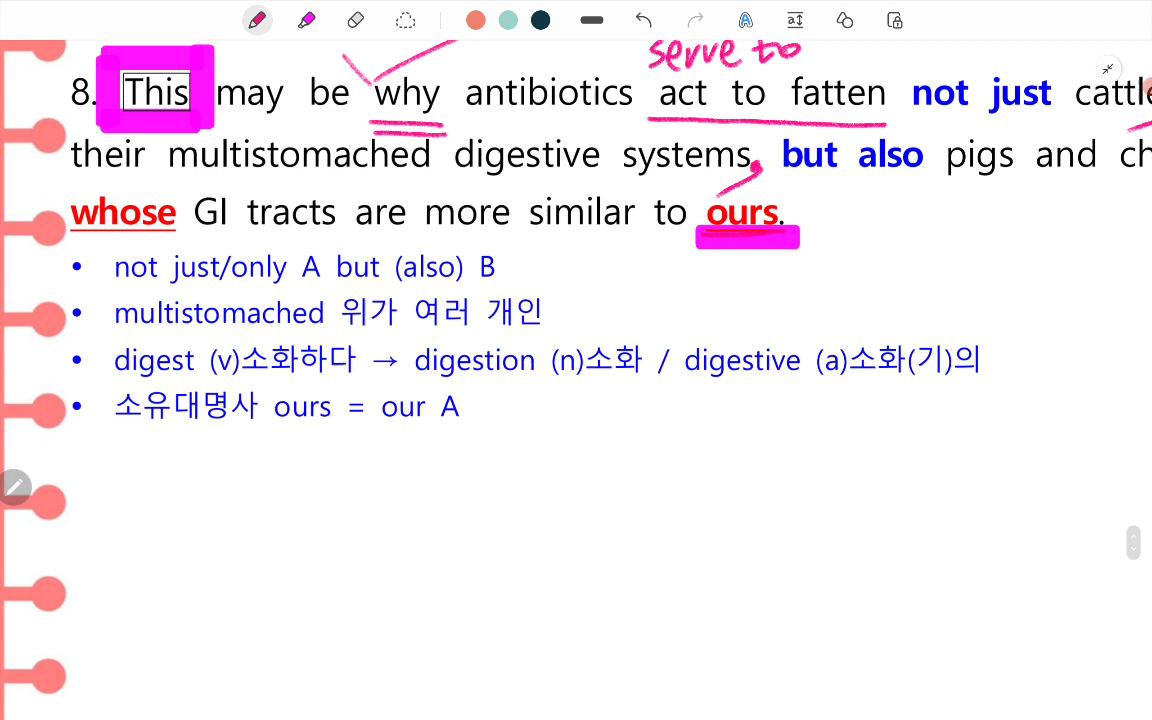 serve to
8. This may be why antibiotics act to fatten not just
their multistomached digestive systems, but also pigs and
whose GI tracts are more similar to ours.
• not just/only A but (also) B
• multistomached 위가 여러 개인
• digest (v)소화하다 → digestion (n)소화 / digestive (a)소화(기)의
• 소유대명사 ours = our A